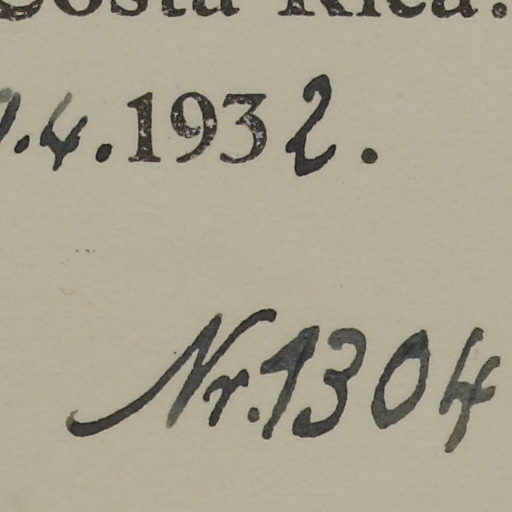 Costa Rica.
.4.1932.
Nr.1304